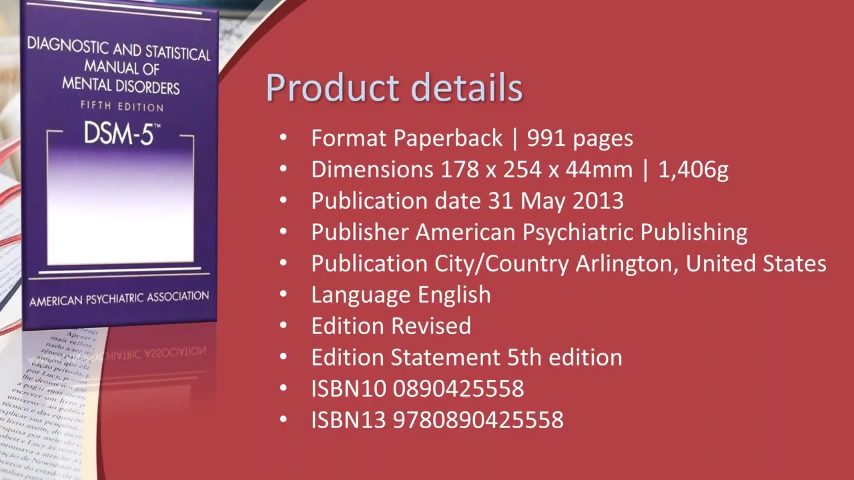 DIAGNOSTIC AND STATISTICAL
MANUAL OF
MENTAL DISORDERS
FIFTH EDITION
DSM-5™
AMERICAN PSYCHIATRIC ASSOCIATION
Product details
• Format Paperback | 991 pages
• Dimensions 178 x 254 x 44mm | 1,406g
• Publication date 31 May 2013
• Publisher American Psychiatric Publishing
• Publication City/Country Arlington, United States
• Language English
• Edition Revised
• Edition Statement 5th edition
• ISBN10 0890425558
• ISBN13 9780890425558